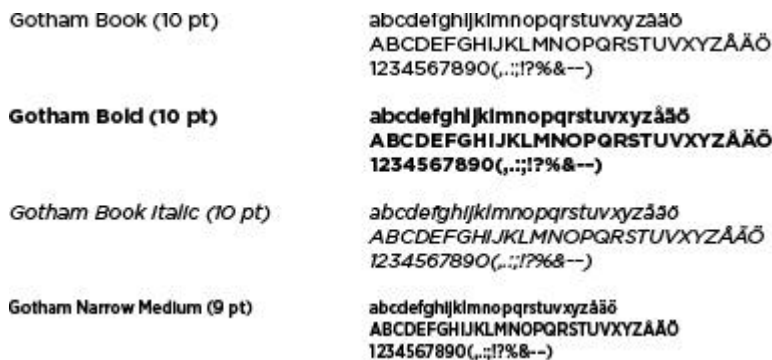 Gotham Book (10 pt)
abcdefghijklmnopqrstuvxyzåäö
ABCDEFGHIJKLMNOPQRSTUVXYZÅÄÖ
1234567890(,.:;!?%&--)
Gotham Bold (10 pt)
abcdefghijklmnopqrstuvxyzåäö
ABCDEFGHIJKLMNOPQRSTUVXYZÅÄÖ
1234567890(,.:;!?%&--)
Gotham Book Italic (10 pt)
abcdefghijklmnopqrstuvxyzåäö
ABCDEFGHIJKLMNOPQRSTUVXYZÅÄÖ
1234567890(,.:;!?%&--)
Gotham Narrow Medium (9 pt)
abcdefghijklmnopqrstuvxyzåäö
ABCDEFGHIJKLMNOPQRSTUVXYZÅÄÖ
1234567890(,.:;!?%&--)